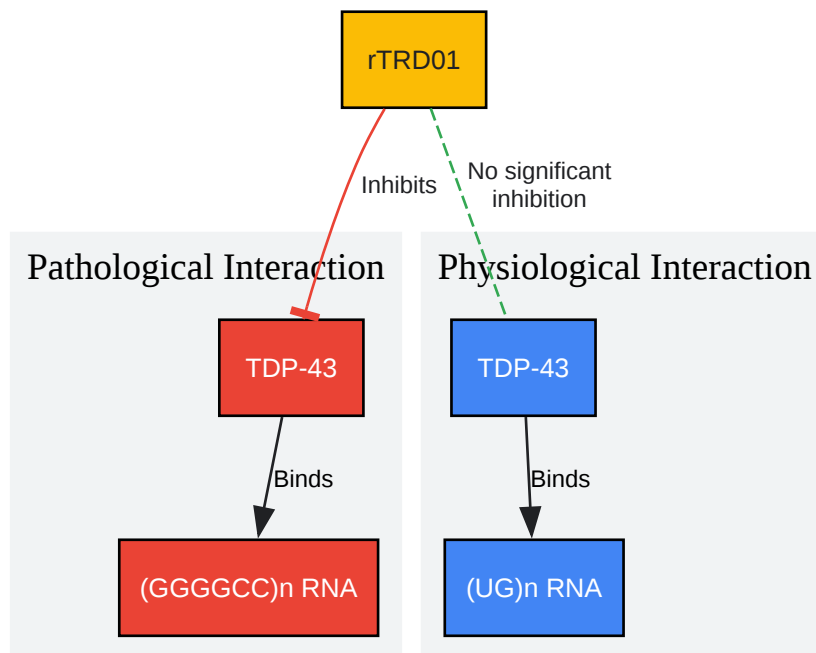 rTRD01
Inhibits
No significant
inhibition
Pathological Interaction
Physiological Interaction
TDP-43
TDP-43
Binds
Binds
(GGGGCC)n RNA
(UG)n RNA